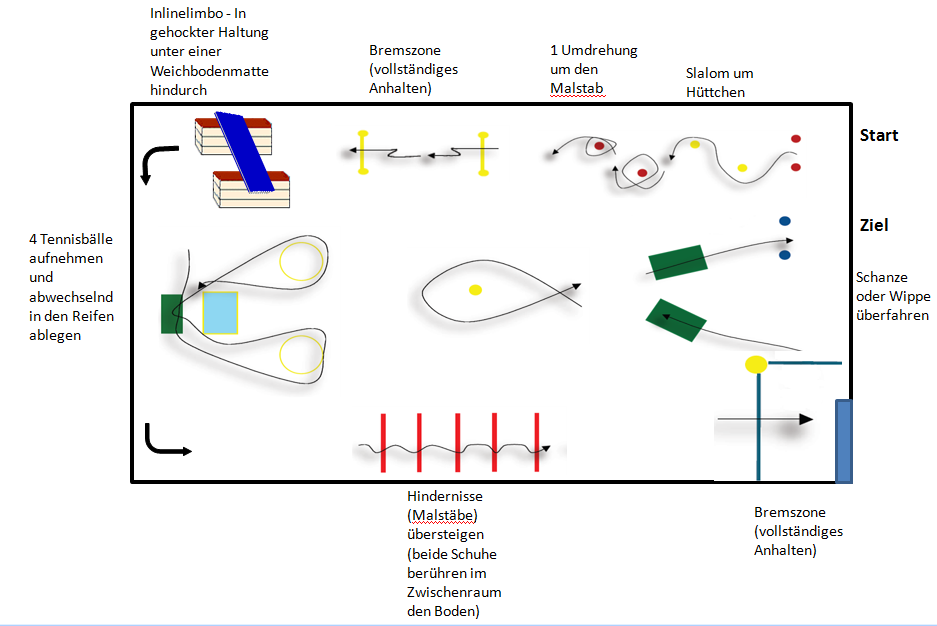 Inlinelimbo - In
gehockter Haltung
unter einer
Weichbodenmatte
hindurch
Bremszone
(vollständiges
Anhalten)
1 Umdrehung
um den
Malstab
Slalom um
Hüttchen
Start
Ziel
Schanze
oder Wippe
überfahren
4 Tennisbälle
aufnehmen
und
abwechselnd
in den Reifen
ablegen
Hindernisse
(Malstäbe)
übersteigen
(beide Schuhe
berühren im
Zwischenraum
den Boden)
Bremszone
(vollständiges
Anhalten)